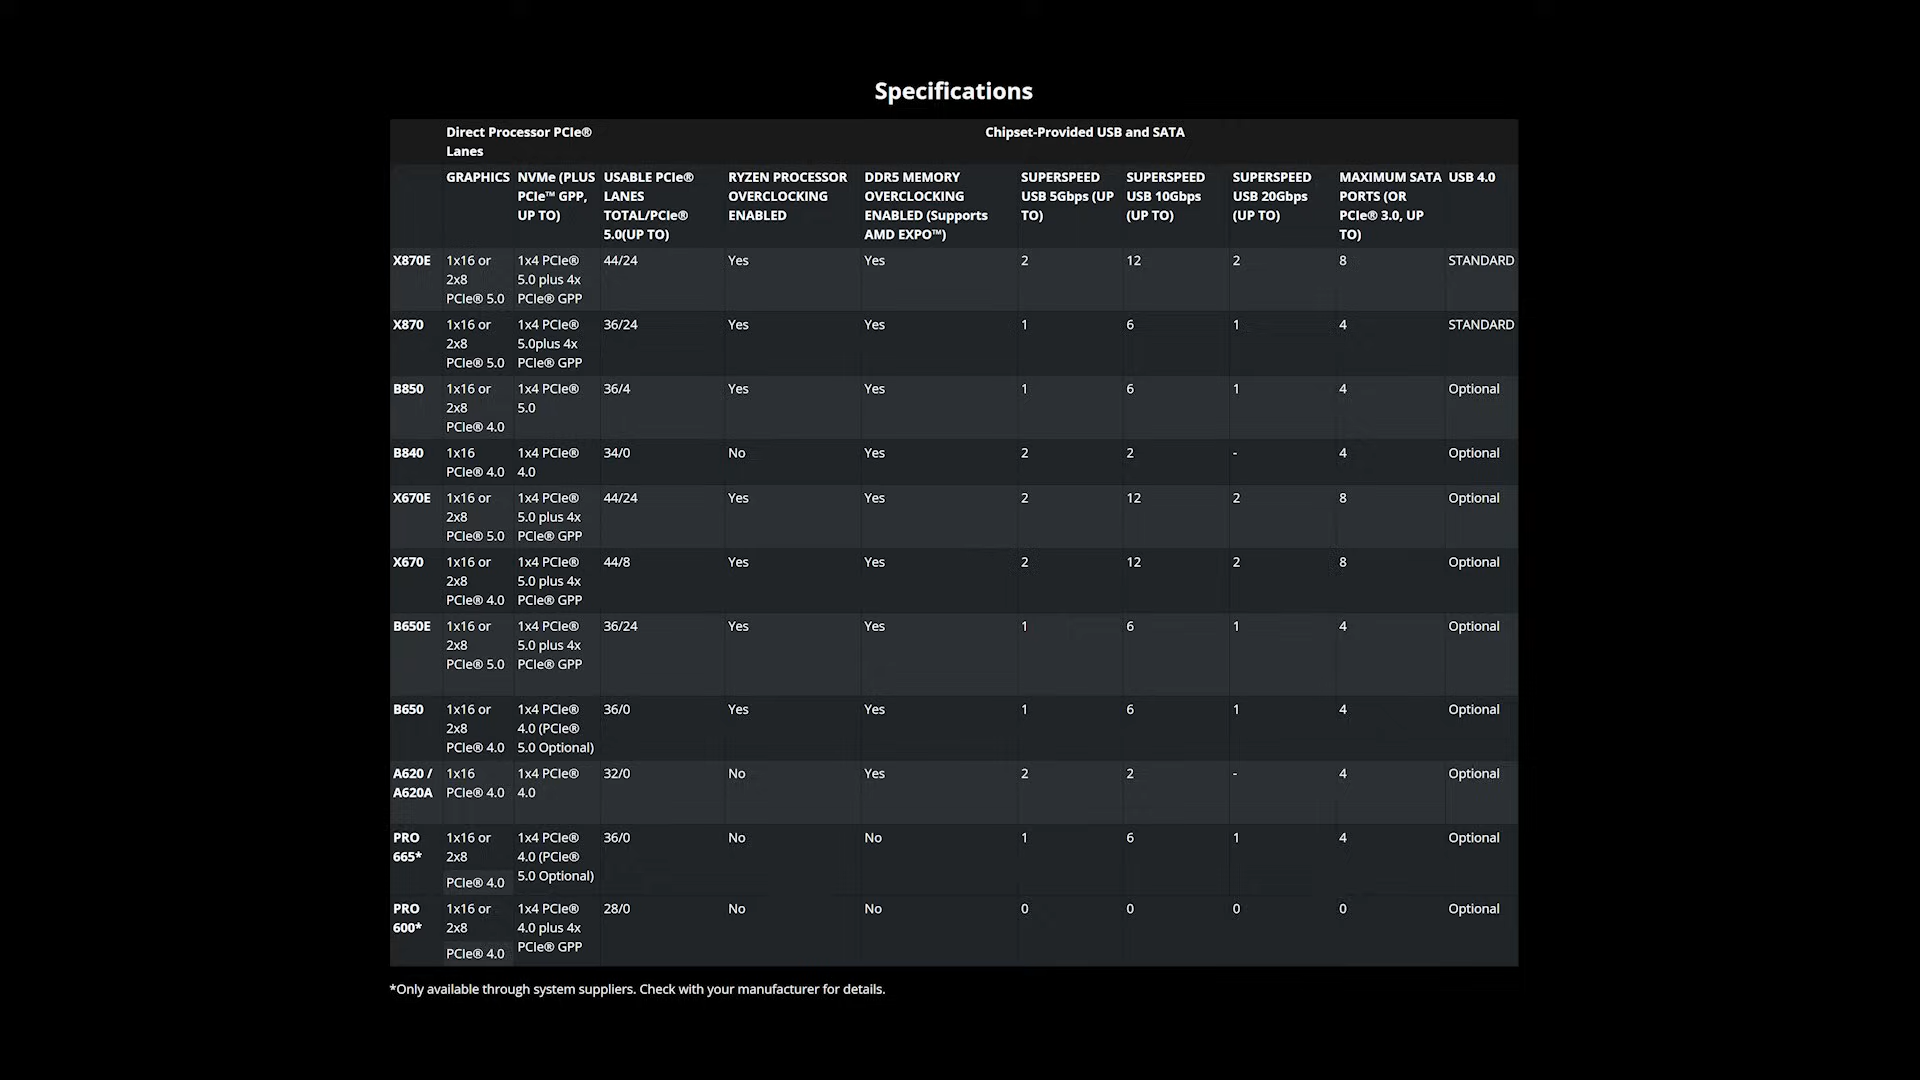 Specifications
Direct Processor PCIe®
Lanes
Chipset-Provided USB and SATA
GRAPHICS
NVMe (PLUS
PCIe™ GPP,
UP TO)
USABLE PCIe®
LANES
TOTAL/PCIe®
5.0(UP TO)
RYZEN PROCESSOR
OVERCLOCKING
ENABLED
DDR5 MEMORY
OVERCLOCKING
ENABLED (Supports
AMD EXPO™)
SUPERSPEED
USB 5Gbps (UP
TO)
SUPERSPEED
USB 10Gbps
(UP TO)
SUPERSPEED
USB 20Gbps
(UP TO)
MAXIMUM SATA
PORTS (OR
PCIe® 3.0, UP
TO)
USB 4.0
X870E
1x16 or
2x8
PCIe® 5.0
1x4 PCIe®
5.0 plus 4x
PCIe® GPP
44/24
Yes
Yes
2
12
2
8
STANDARD
X870
1x16 or
2x8
PCIe® 5.0
1x4 PCIe®
5.0plus 4x
PCIe® GPP
36/24
Yes
Yes
1
6
1
4
STANDARD
B850
1x16 or
2x8
PCIe® 4.0
1x4 PCIe®
5.0
36/4
Yes
Yes
1
6
1
4
Optional
B840
1x16
PCIe® 4.0
1x4 PCIe®
4.0
34/0
No
Yes
2
2
-
4
Optional
X670E
1x16 or
2x8
PCIe® 5.0
1x4 PCIe®
5.0 plus 4x
PCIe® GPP
44/24
Yes
Yes
2
12
2
8
Optional
X670
1x16 or
2x8
PCIe® 4.0
1x4 PCIe®
5.0 plus 4x
PCIe® GPP
44/8
Yes
Yes
2
12
2
8
Optional
B650E
1x16 or
2x8
PCIe® 5.0
1x4 PCIe®
5.0 plus 4x
PCIe® GPP
36/24
Yes
Yes
1
6
1
4
Optional
B650
1x16 or
2x8
PCIe® 4.0
1x4 PCIe®
4.0 (PCIe®
5.0 Optional)
36/0
Yes
Yes
1
6
1
4
Optional
A620 /
A620A
1x16
PCIe® 4.0
1x4 PCIe®
4.0
32/0
No
Yes
2
2
-
4
Optional
PRO
665*
1x16 or
2x8
PCIe® 4.0
1x4 PCIe®
4.0 (PCIe®
5.0 Optional)
36/0
No
No
1
6
1
4
Optional
PRO
600*
1x16 or
2x8
PCIe® 4.0
1x4 PCIe®
4.0 plus 4x
PCIe® GPP
28/0
No
No
0
0
0
0
Optional
*Only available through system suppliers. Check with your manufacturer for details.